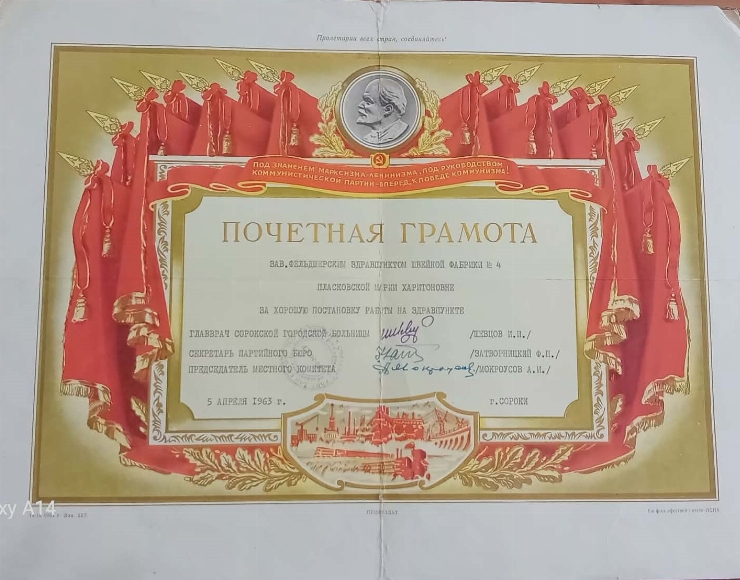 Пролетарии всех стран, соединяйтесь!
ПОД ЗНАМЕНЕМ МАРКСИЗМА-ЛЕНИНИЗМА, ПОД РУКОВОДСТВОМ
КОММУНИСТИЧЕСКОЙ ПАРТИИ-ВПЕРЕД, К ПОБЕДЕ КОММУНИЗМА!
ПОЧЕТНАЯ ГРАМОТА
ЗАВ.ФЕЛЬДШЕРСКИМ ЗДРАВПУНКТОМ ШВЕЙНОЙ ФАБРИКИ № 4
ПЛАСКОВСКОЙ МАРИИ ХАРИТОНОВНЕ
ЗА ХОРОШУЮ ПОСТАНОВКУ РАБОТЫ НА ЗДРАВПУНКТЕ
ГЛАВВРАЧ СОРОКСКОЙ ГОРОДСКОЙ БОЛЬНИЦЫ /ШЕВЦОВ И.И./
СЕКРЕТАРЬ ПАРТИЙНОГО БЮРО /ЗАТВОРНИЦКИЙ Ф.П./
ПРЕДСЕДАТЕЛЬ МЕСТНОГО КОМИТЕТА /МОКРОУСОВ А.И./
5 АПРЕЛЯ 1963 г. г.СОРОКИ
xy A14